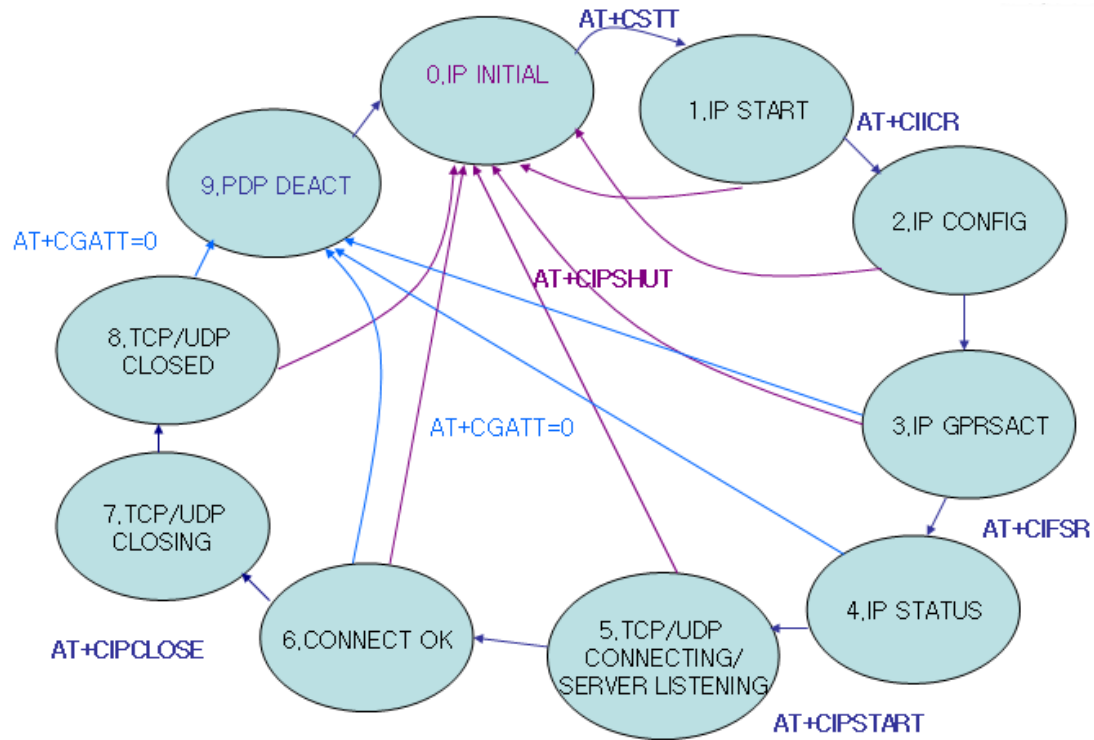 AT+CSTT
0,IP INITIAL
1,IP START
AT+CIICR
9,PDP DEACT
2,IP CONFIG
AT+CGATT=0
AT+CIPSHUT
8,TCP/UDP
CLOSED
3,IP GPRSACT
AT+CGATT=0
7,TCP/UDP
CLOSING
AT+CIFSR
4,IP STATUS
6,CONNECT OK
5,TCP/UDP
CONNECTING/
SERVER LISTENING
AT+CIPCLOSE
AT+CIPSTART